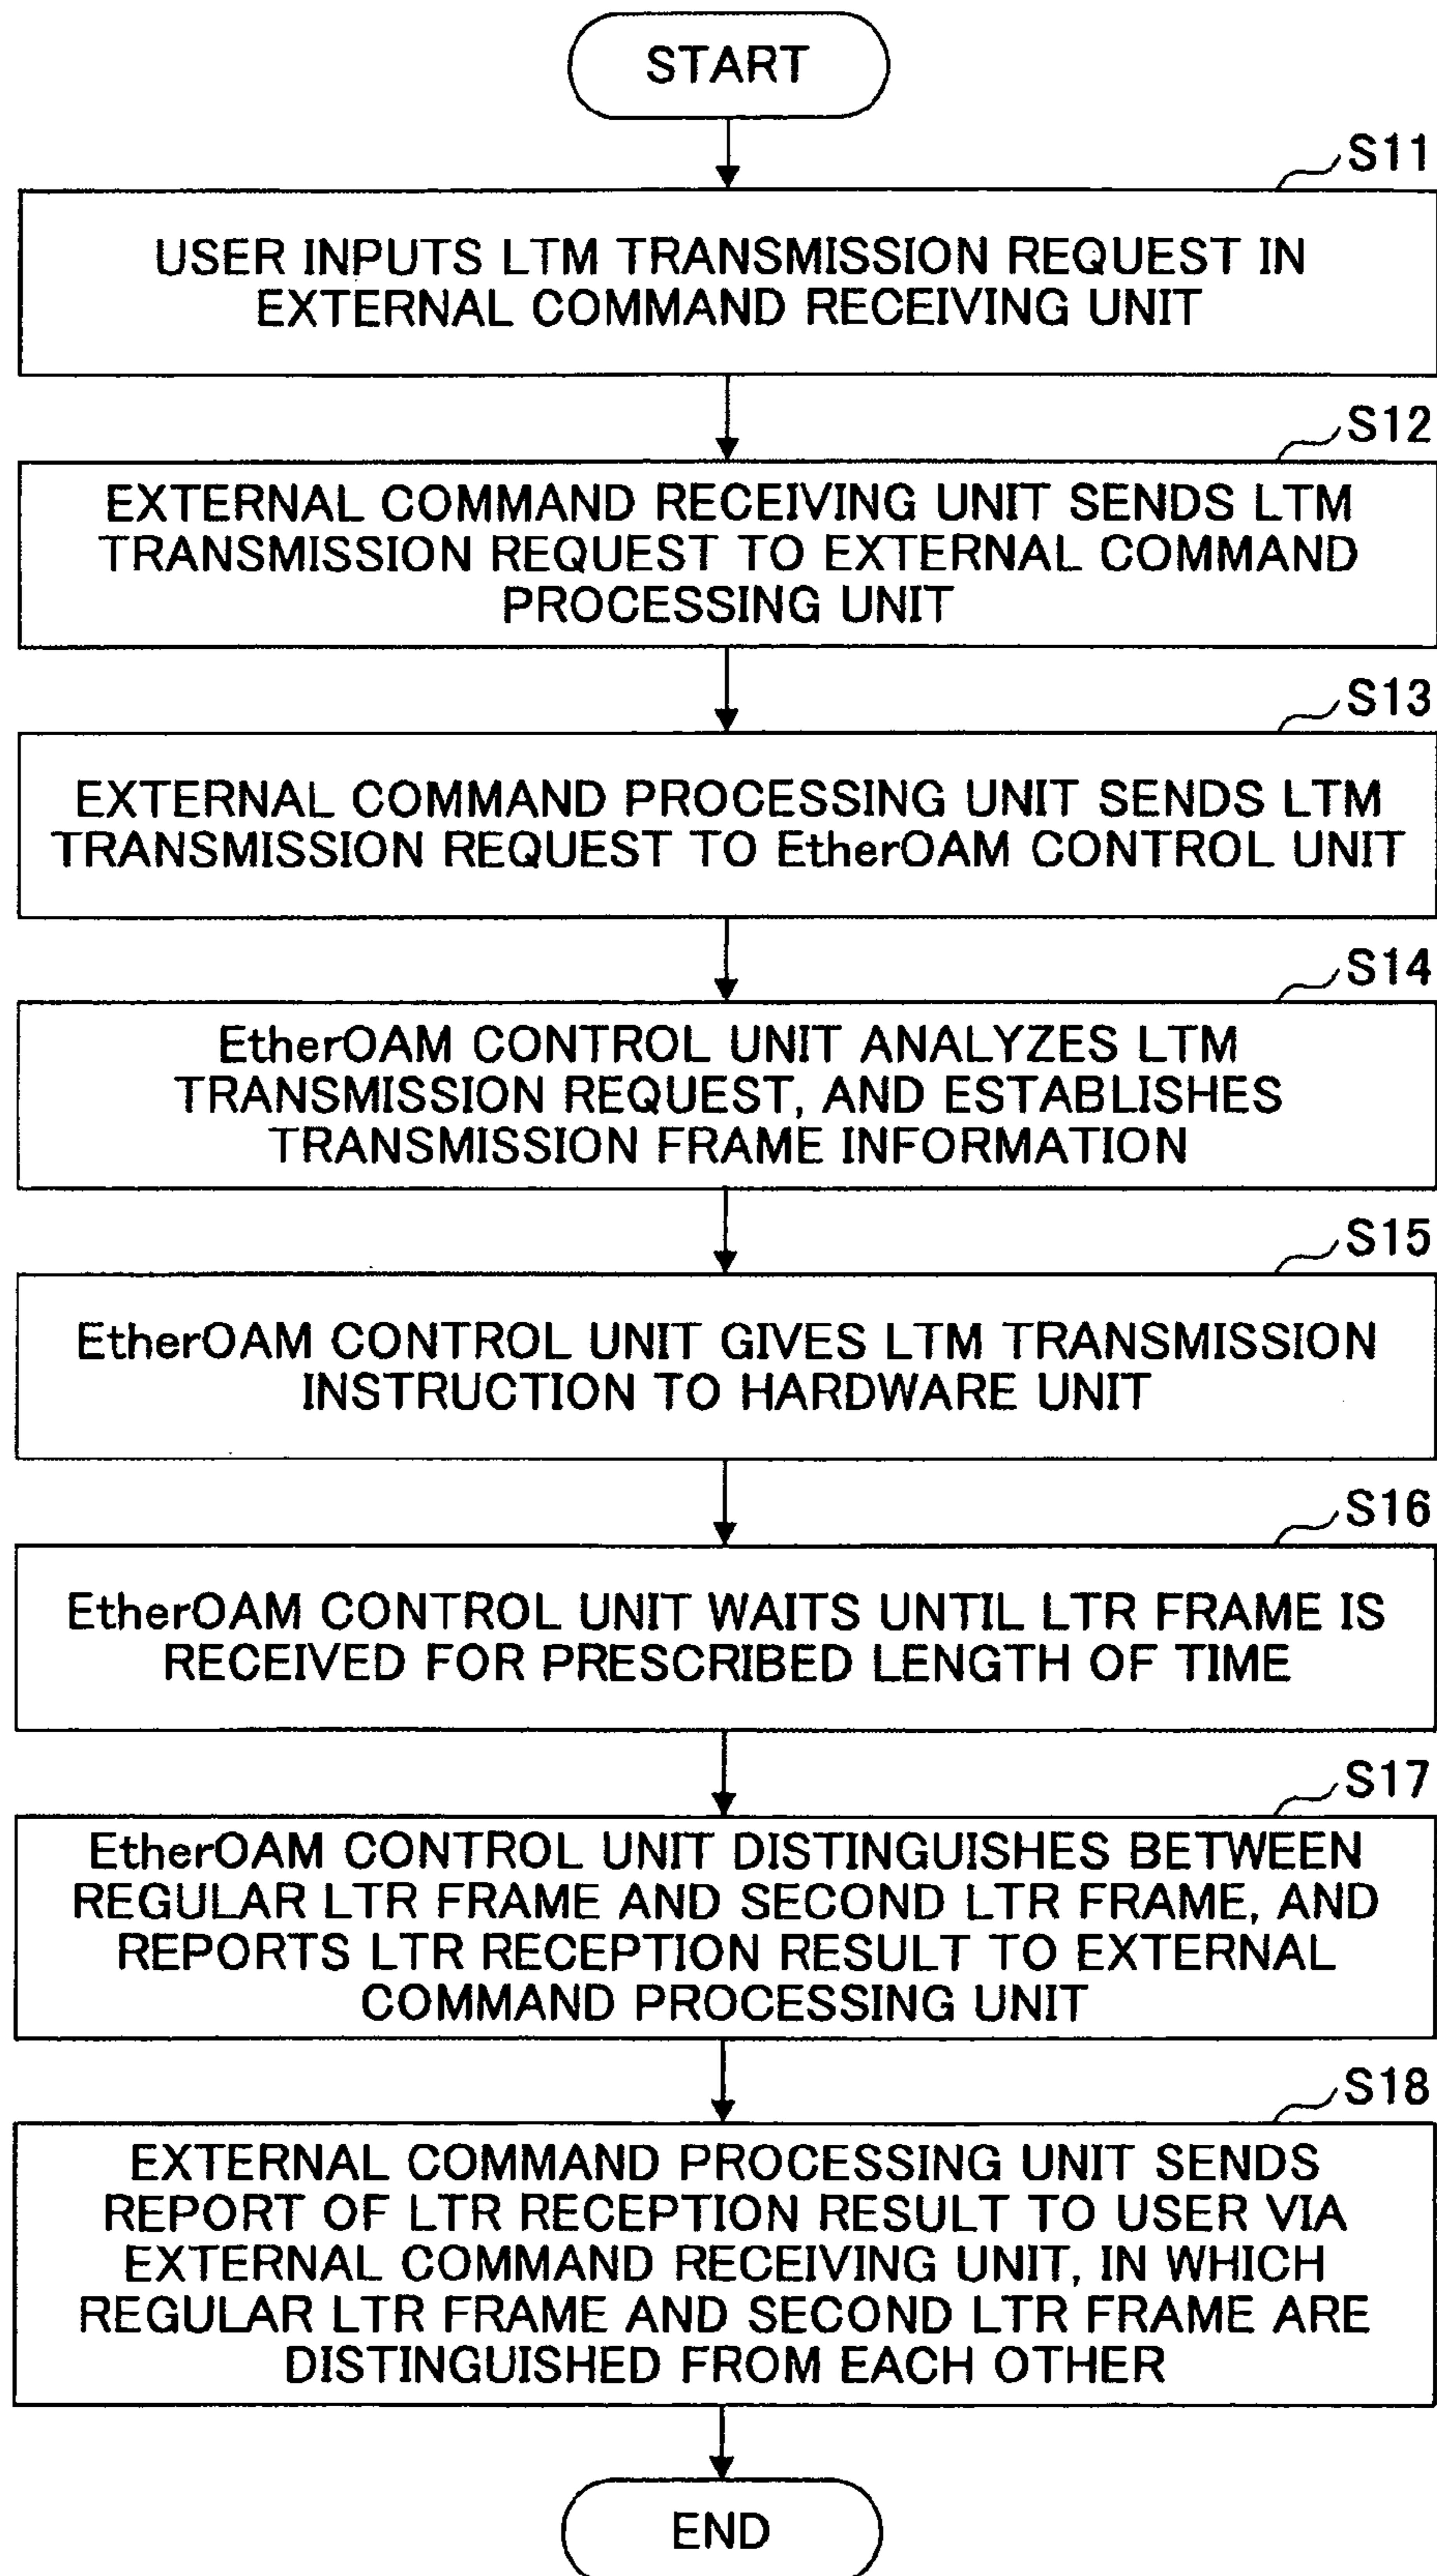 START
S11
USER INPUTS LTM TRANSMISSION REQUEST IN
EXTERNAL COMMAND RECEIVING UNIT
S12
EXTERNAL COMMAND RECEIVING UNIT SENDS LTM
TRANSMISSION REQUEST TO EXTERNAL COMMAND
PROCESSING UNIT
S13
EXTERNAL COMMAND PROCESSING UNIT SENDS LTM
TRANSMISSION REQUEST TO EtherOAM CONTROL UNIT
S14
EtherOAM CONTROL UNIT ANALYZES LTM
TRANSMISSION REQUEST, AND ESTABLISHES
TRANSMISSION FRAME INFORMATION
S15
EtherOAM CONTROL UNIT GIVES LTM TRANSMISSION
INSTRUCTION TO HARDWARE UNIT
S16
EtherOAM CONTROL UNIT WAITS UNTIL LTR FRAME IS
RECEIVED FOR PRESCRIBED LENGTH OF TIME
S17
EtherOAM CONTROL UNIT DISTINGUISHES BETWEEN
REGULAR LTR FRAME AND SECOND LTR FRAME, AND
REPORTS LTR RECEPTION RESULT TO EXTERNAL
COMMAND PROCESSING UNIT
S18
EXTERNAL COMMAND PROCESSING UNIT SENDS
REPORT OF LTR RECEPTION RESULT TO USER VIA
EXTERNAL COMMAND RECEIVING UNIT, IN WHICH
REGULAR LTR FRAME AND SECOND LTR FRAME ARE
DISTINGUISHED FROM EACH OTHER
END